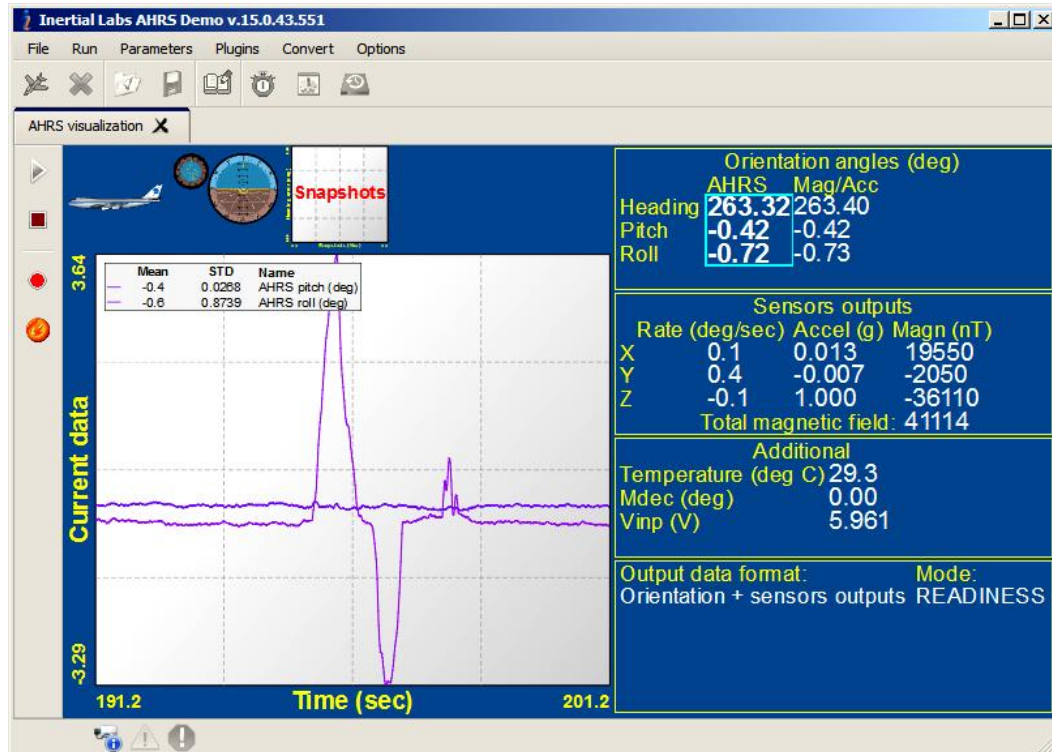 Inertial Labs AHRS Demo v.15.0.43.551
File Run Parameters Plugins Convert Options
AHRS visualization
Snapshots
Orientation angles (deg)
AHRS Mag/Acc
Heading 263.32 263.40
Pitch -0.42 -0.42
Roll -0.72 -0.73
3.64
Mean STD Name
-0.4 0.0268 AHRS pitch (deg)
-0.6 0.8739 AHRS roll (deg)
Current data
-3.29
191.2 Time (sec) 201.2
Sensors outputs
Rate (deg/sec) Accel (g) Magn (nT)
X 0.1 0.013 19550
Y 0.4 -0.007 -2050
Z -0.1 1.000 -36110
Total magnetic field: 41114
Additional
Temperature (deg C) 29.3
Mdec (deg) 0.00
Vinp (V) 5.961
Output data format: Mode:
Orientation + sensors outputs READINESS